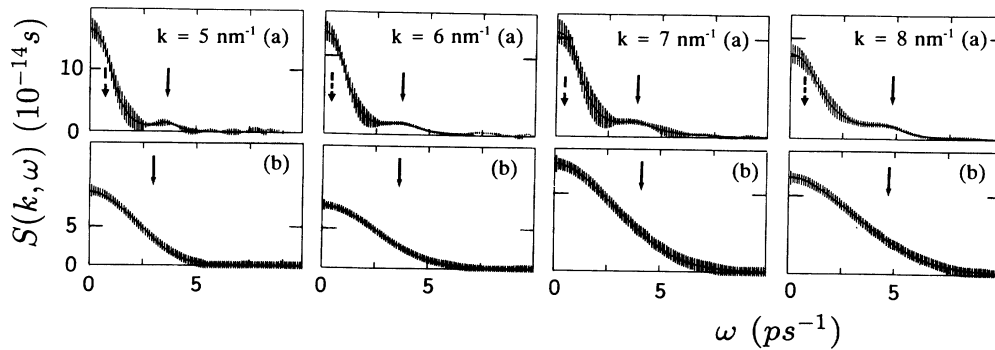 k = 5 nm⁻¹ (a)
k = 6 nm⁻¹ (a)
k = 7 nm⁻¹ (a)
k = 8 nm⁻¹ (a)
10
0
(b)
(b)
(b)
(b)
5
0
S(k, ω) (10⁻¹⁴s)
0 5
0 5
0 5
0 5
ω (ps⁻¹)